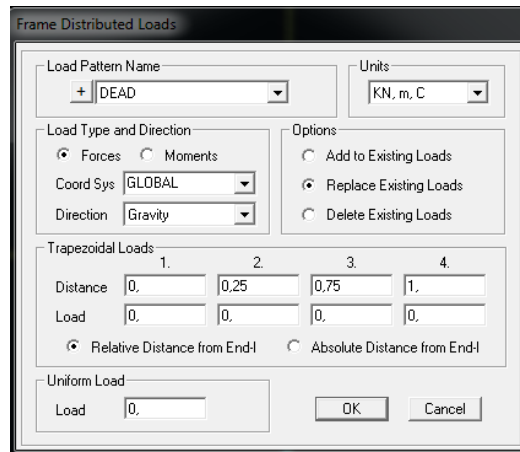 Frame Distributed Loads
Load Pattern Name
+ DEAD
Units
KN, m, C
Load Type and Direction
Forces Moments
Coord Sys GLOBAL
Direction Gravity
Options
Add to Existing Loads
Replace Existing Loads
Delete Existing Loads
Trapezoidal Loads
1. 2. 3. 4.
Distance 0, 0,25 0,75 1,
Load 0, 0, 0, 0,
Relative Distance from End-I Absolute Distance from End-I
Uniform Load
Load 0,
OK Cancel